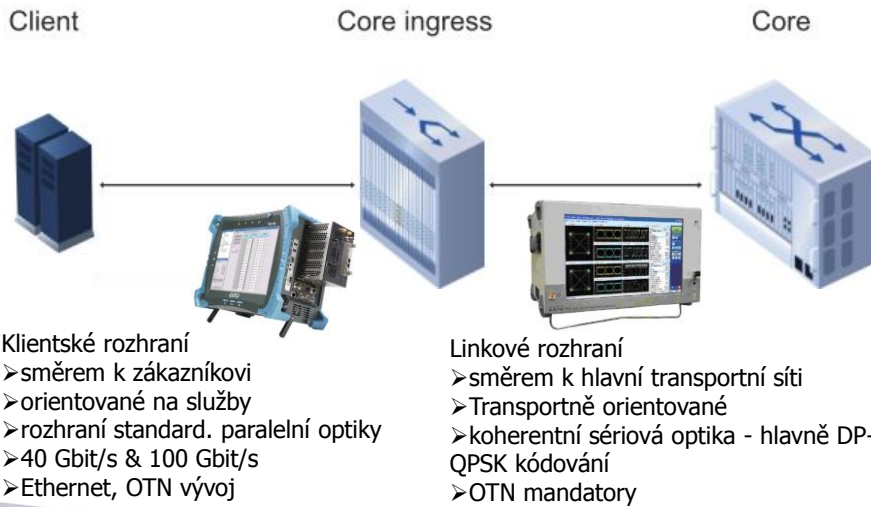 Client
Core ingress
Core
Klientské rozhraní
➢směrem k zákazníkovi
➢orientované na služby
➢rozhraní standard. paralelní optiky
➢40 Gbit/s & 100 Gbit/s
➢Ethernet, OTN vývoj
Linkové rozhraní
➢směrem k hlavní transportní síti
➢Transportně orientované
➢koherentní sériová optika - hlavně DP-
QPSK kódování
➢OTN mandatory